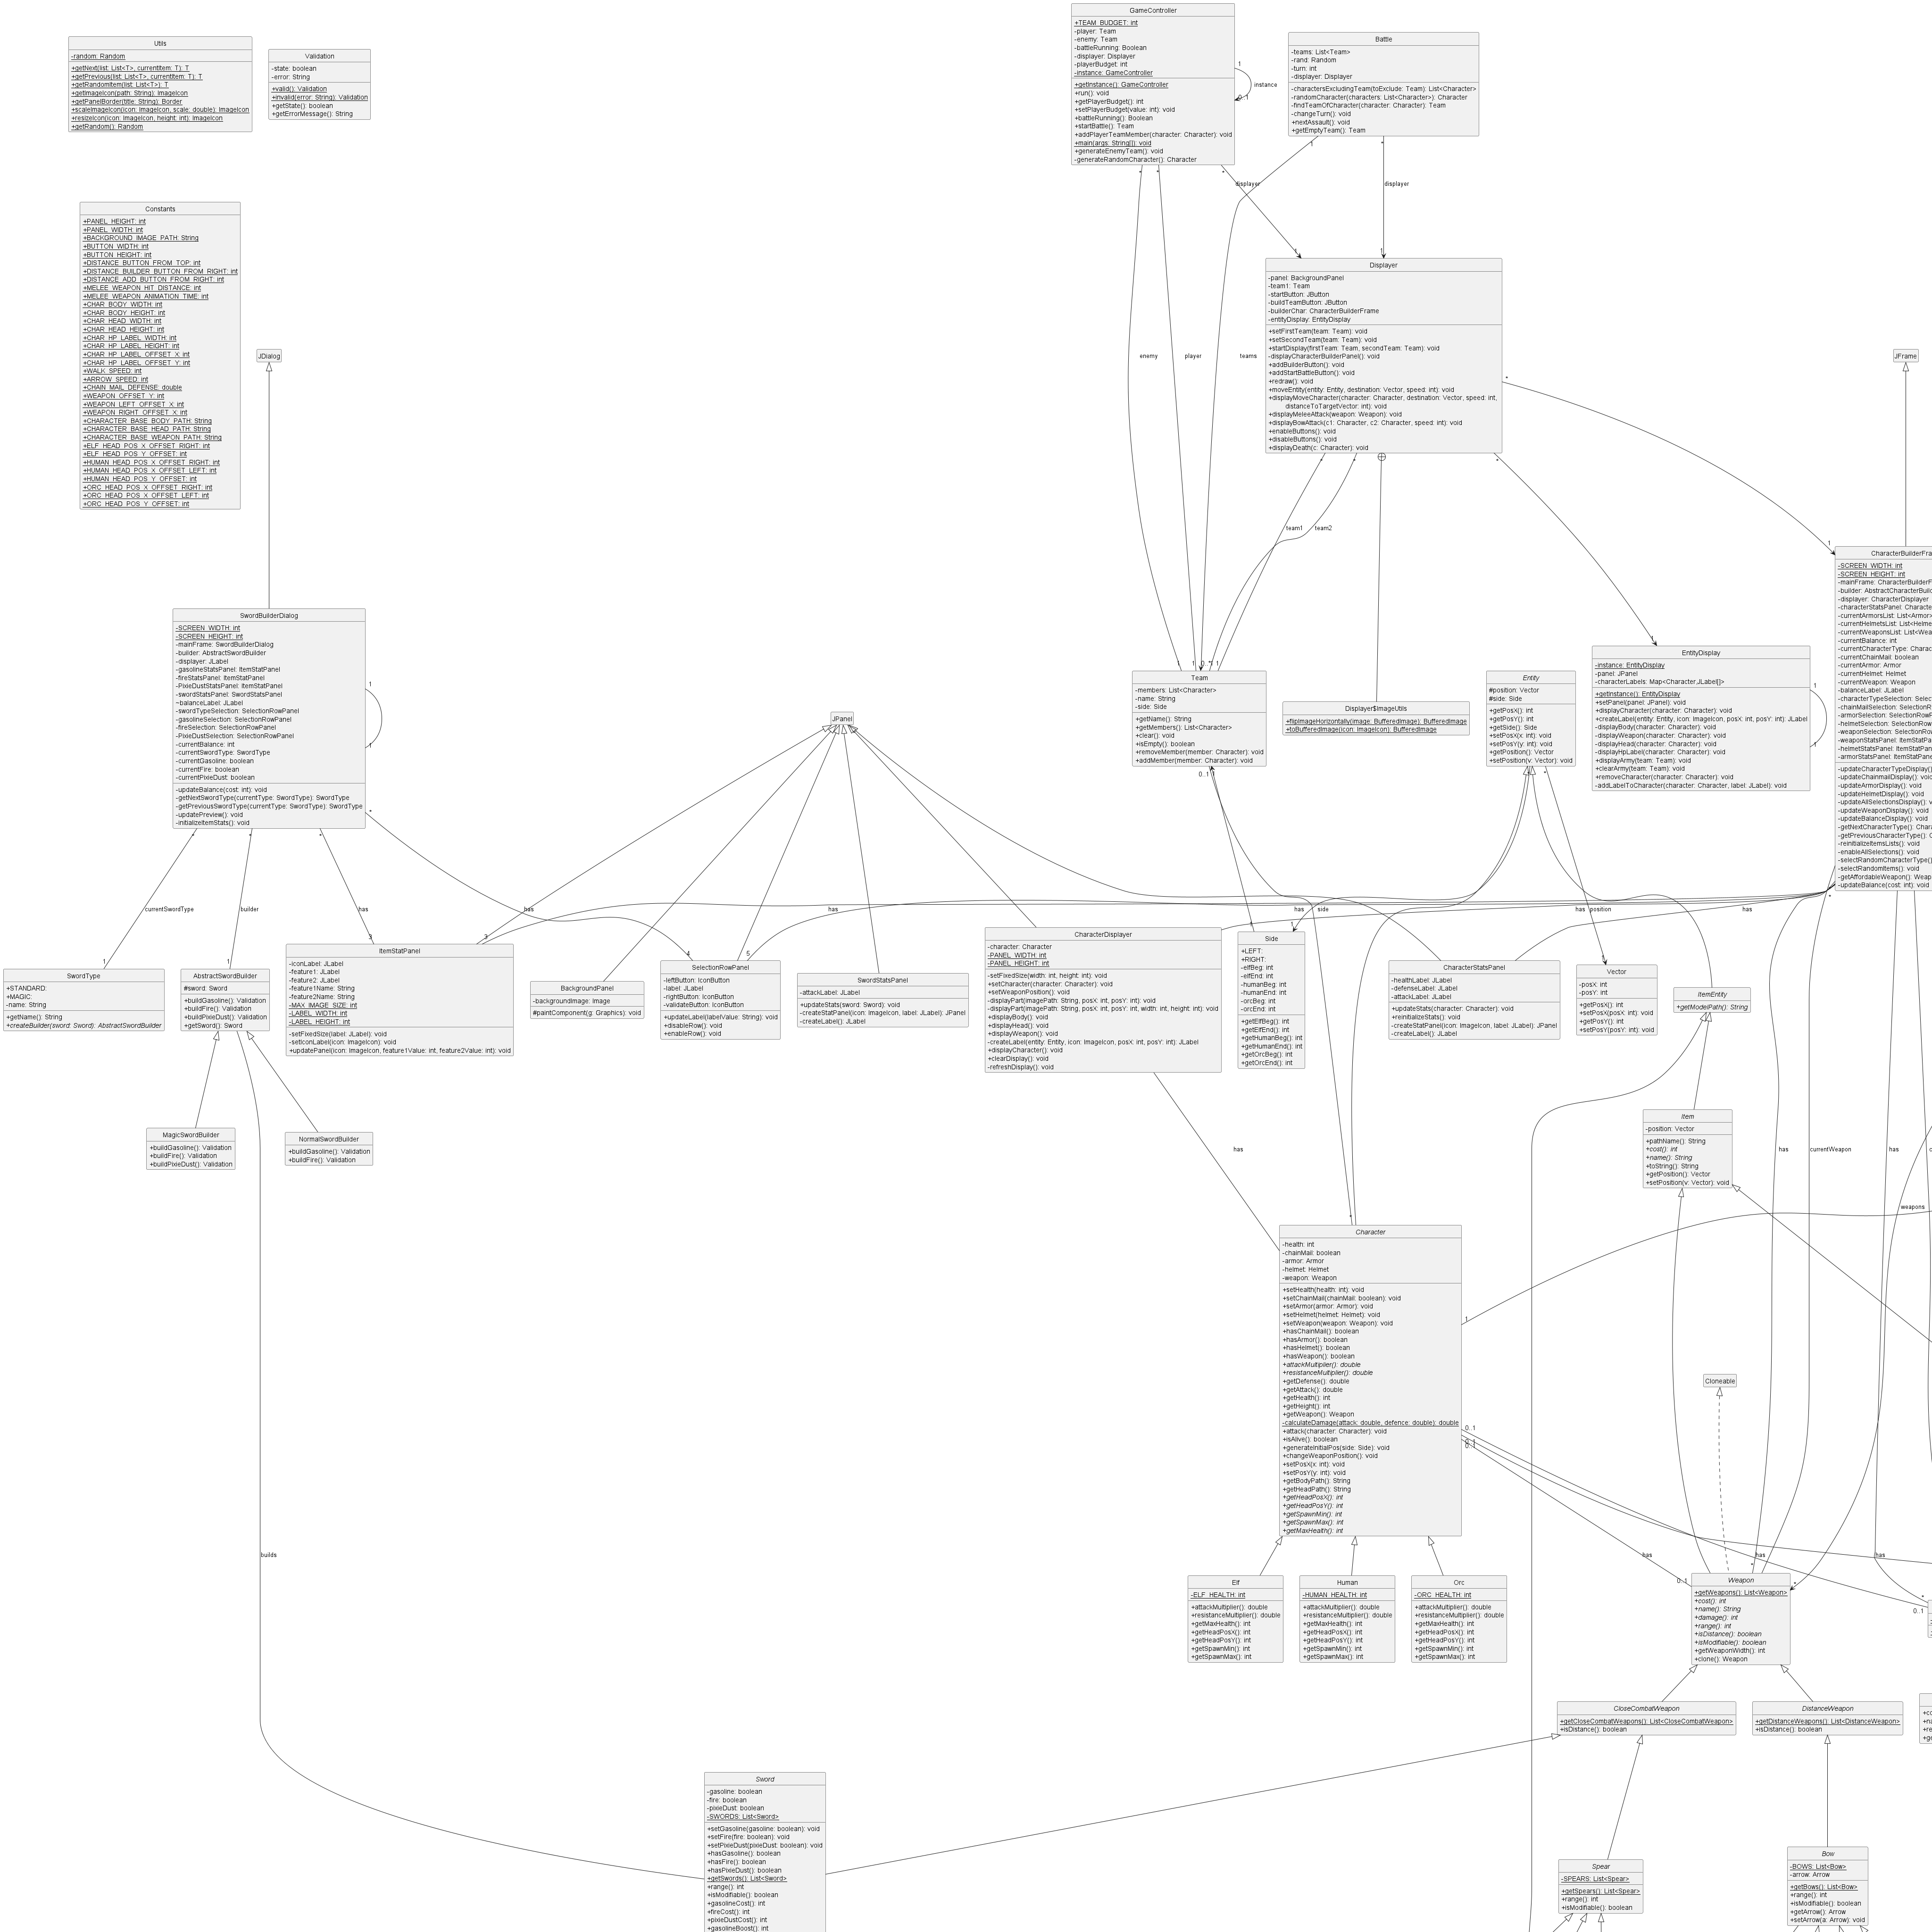 GameController
+TEAM_BUDGET: int
-player: Team
-enemy: Team
-battleRunning: Boolean
-displayer: Displayer
-playerBudget: int
-instance: GameController
+getInstance(): GameController
+run(): void
+getPlayerBudget(): int
+setPlayerBudget(value: int): void
+battleRunning(): Boolean
+startBattle(): Team
+addPlayerTeamMember(character: Character): void
+main(args: String[]): void
+generateEnemyTeam(): void
-generateRandomCharacter(): Character
1
instance
0..1
Battle
-teams: List<Team>
-rand: Random
-turn: int
-displayer: Displayer
-charactersExcludingTeam(toExclude: Team): List<Character>
-randomCharacter(characters: List<Character>): Character
-findTeamOfCharacter(character: Character): Team
-changeTurn(): void
+nextAssault(): void
+getEmptyTeam(): Team
Utils
-random: Random
+getNext(list: List<T>, currentItem: T): T
+getPrevious(list: List<T>, currentItem: T): T
+getRandomItem(list: List<T>): T
+getImageIcon(path: String): ImageIcon
+getPanelBorder(title: String): Border
+scaleImageIcon(icon: ImageIcon, scale: double): ImageIcon
+resizeIcon(icon: ImageIcon, height: int): ImageIcon
+getRandom(): Random
Validation
-state: boolean
-error: String
+valid(): Validation
+invalid(error: String): Validation
+getState(): boolean
+getErrorMessage(): String
* * * 1 *
displayer
displayer
Constants
+PANEL_HEIGHT: int
+PANEL_WIDTH: int
+BACKGROUND_IMAGE_PATH: String
+BUTTON_WIDTH: int
+BUTTON_HEIGHT: int
+DISTANCE_BUTTON_FROM_TOP: int
+DISTANCE_BUILDER_BUTTON_FROM_RIGHT: int
+DISTANCE_ADD_BUTTON_FROM_RIGHT: int
+MELEE_WEAPON_HIT_DISTANCE: int
+MELEE_WEAPON_ANIMATION_TIME: int
+CHAR_BODY_WIDTH: int
+CHAR_BODY_HEIGHT: int
+CHAR_HEAD_WIDTH: int
+CHAR_HEAD_HEIGHT: int
+CHAR_HP_LABEL_WIDTH: int
+CHAR_HP_LABEL_HEIGHT: int
+CHAR_HP_LABEL_OFFSET_X: int
+CHAR_HP_LABEL_OFFSET_Y: int
+WALK_SPEED: int
+ARROW_SPEED: int
+CHAIN_MAIL_DEFENSE: double
+WEAPON_OFFSET_Y: int
+WEAPON_LEFT_OFFSET_X: int
+WEAPON_RIGHT_OFFSET_X: int
+CHARACTER_BASE_BODY_PATH: String
+CHARACTER_BASE_HEAD_PATH: String
+CHARACTER_BASE_WEAPON_PATH: String
+ELF_HEAD_POS_X_OFFSET_RIGHT: int
+ELF_HEAD_POS_Y_OFFSET: int
+HUMAN_HEAD_POS_X_OFFSET_RIGHT: int
+HUMAN_HEAD_POS_X_OFFSET_LEFT: int
+HUMAN_HEAD_POS_Y_OFFSET: int
+ORC_HEAD_POS_X_OFFSET_RIGHT: int
+ORC_HEAD_POS_X_OFFSET_LEFT: int
+ORC_HEAD_POS_Y_OFFSET: int
1 1
Displayer
-panel: BackgroundPanel
-team1: Team
-startButton: JButton
-buildTeamButton: JButton
-builderChar: CharacterBuilderFrame
-entityDisplay: EntityDisplay
+setFirstTeam(team: Team): void
+setSecondTeam(team: Team): void
+startDisplay(firstTeam: Team, secondTeam: Team): void
-displayCharacterBuilderPanel(): void
+addBuilderButton(): void
+addStartBattleButton(): void
+redraw(): void
+moveEntity(entity: Entity, destination: Vector, speed: int): void
+displayMoveCharacter(character: Character, destination: Vector, speed: int,
distanceToTargetVector: int): void
+displayMeleeAttack(weapon: Weapon): void
+displayBowAttack(c1: Character, c2: Character, speed: int): void
+enableButtons(): void
+disableButtons(): void
+displayDeath(c: Character): void
JDialog
JFrame
enemy
player
teams
*
* * *
team1
team2
1
CharacterBuilderFra
-SCREEN_WIDTH: int
-SCREEN_HEIGHT: int
-mainFrame: CharacterBuilderF
-builder: AbstractCharacterBuild
-displayer: CharacterDisplayer
-characterStatsPanel: Characte
-currentArmorsList: List<Armor>
-currentHelmetsList: List<Helme
-currentWeaponsList: List<Wea
-currentBalance: int
-currentCharacterType: Charac
-currentChainMail: boolean
-currentArmor: Armor
-currentHelmet: Helmet
-currentWeapon: Weapon
-balanceLabel: JLabel
-characterTypeSelection: Selec
-chainMailSelection: SelectionR
-armorSelection: SelectionRowP
-helmetSelection: SelectionRow
-weaponSelection: SelectionRow
-weaponStatsPanel: ItemStatPa
-helmetStatsPanel: ItemStatPan
-armorStatsPanel: ItemStatPane
-updateCharacterTypeDisplay()
-updateChainmailDisplay(): void
-updateArmorDisplay(): void
-updateHelmetDisplay(): void
-updateAllSelectionsDisplay(): v
-updateWeaponDisplay(): void
-updateBalanceDisplay(): void
-getNextCharacterType(): Chara
-getPreviousCharacterType(): C
-reinitializeItemsLists(): void
-enableAllSelections(): void
-selectRandomCharacterType()
-selectRandomItems(): void
-getAffordableWeapon(): Weap
-updateBalance(cost: int): void
SwordBuilderDialog
-SCREEN_WIDTH: int
-SCREEN_HEIGHT: int
-mainFrame: SwordBuilderDialog
-builder: AbstractSwordBuilder
-displayer: JLabel
-gasolineStatsPanel: ItemStatPanel
-fireStatsPanel: ItemStatPanel
-PixieDustStatsPanel: ItemStatPanel
-swordStatsPanel: SwordStatsPanel
~balanceLabel: JLabel
-swordTypeSelection: SelectionRowPanel
-gasolineSelection: SelectionRowPanel
-fireSelection: SelectionRowPanel
-PixieDustSelection: SelectionRowPanel
-currentBalance: int
-currentSwordType: SwordType
-currentGasoline: boolean
-currentFire: boolean
-currentPixieDust: boolean
-updateBalance(cost: int): void
-getNextSwordType(currentType: SwordType): SwordType
-getPreviousSwordType(currentType: SwordType): SwordType
-updatePreview(): void
-initializeItemStats(): void
1
1
1 1 0..* 1
Team
-members: List<Character>
-name: String
-side: Side
+getName(): String
+getMembers(): List<Character>
+clear(): void
+isEmpty(): boolean
+removeMember(member: Character): void
+addMember(member: Character): void
Displayer$ImageUtils
+flipImageHorizontally(image: BufferedImage): BufferedImage
+toBufferedImage(icon: ImageIcon): BufferedImage
Entity
#position: Vector
#side: Side
+getPosX(): int
+getPosY(): int
+getSide(): Side
+setPosX(x: int): void
+setPosY(y: int): void
+getPosition(): Vector
+setPosition(v: Vector): void
1
EntityDisplay
-instance: EntityDisplay
-panel: JPanel
-characterLabels: Map<Character,JLabel[]>
+getInstance(): EntityDisplay
+setPanel(panel: JPanel): void
+displayCharacter(character: Character): void
+createLabel(entity: Entity, icon: ImageIcon, posX: int, posY: int): JLabel
-displayBody(character: Character): void
-displayWeapon(character: Character): void
-displayHead(character: Character): void
-displayHpLabel(character: Character): void
+displayArmy(team: Team): void
+clearArmy(team: Team): void
+removeCharacter(character: Character): void
-addLabelToCharacter(character: Character, label: JLabel): void
1
1
JPanel
* * * *
0..1 1
*
currentSwordType
builder
has
has
has
has
side
has
position
has
1 1 3 3 4 5 1 1
SwordType
+STANDARD:
+MAGIC:
-name: String
+getName(): String
+createBuilder(sword: Sword): AbstractSwordBuilder
AbstractSwordBuilder
#sword: Sword
+buildGasoline(): Validation
+buildFire(): Validation
+buildPixieDust(): Validation
+getSword(): Sword
ItemStatPanel
-iconLabel: JLabel
-feature1: JLabel
-feature2: JLabel
-feature1Name: String
-feature2Name: String
-MAX_IMAGE_SIZE: int
-LABEL_WIDTH: int
-LABEL_HEIGHT: int
-setFixedSize(label: JLabel): void
-setIconLabel(icon: ImageIcon): void
+updatePanel(icon: ImageIcon, feature1Value: int, feature2Value: int): void
BackgroundPanel
-backgroundImage: Image
#paintComponent(g: Graphics): void
SelectionRowPanel
-leftButton: IconButton
-label: JLabel
-rightButton: IconButton
-validateButton: IconButton
+updateLabel(labelValue: String): void
+disableRow(): void
+enableRow(): void
SwordStatsPanel
-attackLabel: JLabel
+updateStats(sword: Sword): void
-createStatPanel(icon: ImageIcon, label: JLabel): JPanel
-createLabel(): JLabel
CharacterDisplayer
-character: Character
-PANEL_WIDTH: int
-PANEL_HEIGHT: int
-setFixedSize(width: int, height: int): void
+setCharacter(character: Character): void
+setWeaponPosition(): void
-displayPart(imagePath: String, posX: int, posY: int): void
-displayPart(imagePath: String, posX: int, posY: int, width: int, height: int): void
+displayBody(): void
+displayHead(): void
+displayWeapon(): void
-createLabel(entity: Entity, icon: ImageIcon, posX: int, posY: int): JLabel
+displayCharacter(): void
+clearDisplay(): void
-refreshDisplay(): void
Side
+LEFT:
+RIGHT:
-elfBeg: int
-elfEnd: int
-humanBeg: int
-humanEnd: int
-orcBeg: int
-orcEnd: int
+getElfBeg(): int
+getElfEnd(): int
+getHumanBeg(): int
+getHumanEnd(): int
+getOrcBeg(): int
+getOrcEnd(): int
CharacterStatsPanel
-healthLabel: JLabel
-defenseLabel: JLabel
-attackLabel: JLabel
+updateStats(character: Character): void
+reinitializeStats(): void
-createStatPanel(icon: ImageIcon, label: JLabel): JPanel
-createLabel(): JLabel
Vector
-posX: int
-posY: int
+getPosX(): int
+setPosX(posX: int): void
+getPosY(): int
+setPosY(posY: int): void
ItemEntity
+getModelPath(): String
MagicSwordBuilder
+buildGasoline(): Validation
+buildFire(): Validation
+buildPixieDust(): Validation
NormalSwordBuilder
+buildGasoline(): Validation
+buildFire(): Validation
Item
-position: Vector
+pathName(): String
+cost(): int
+name(): String
+toString(): String
+getPosition(): Vector
+setPosition(v: Vector): void
has
has
currentWeapon
has
weapons
*
Character
-health: int
-chainMail: boolean
-armor: Armor
-helmet: Helmet
-weapon: Weapon
+setHealth(health: int): void
+setChainMail(chainMail: boolean): void
+setArmor(armor: Armor): void
+setHelmet(helmet: Helmet): void
+setWeapon(weapon: Weapon): void
+hasChainMail(): boolean
+hasArmor(): boolean
+hasHelmet(): boolean
+hasWeapon(): boolean
+attackMultiplier(): double
+resistanceMultiplier(): double
+getDefense(): double
+getAttack(): double
+getHealth(): int
+getHeight(): int
+getWeapon(): Weapon
-calculateDamage(attack: double, defence: double): double
+attack(character: Character): void
+isAlive(): boolean
+generateInitialPos(side: Side): void
+changeWeaponPosition(): void
+setPosX(x: int): void
+setPosY(y: int): void
+getBodyPath(): String
+getHeadPath(): String
+getHeadPosX(): int
+getHeadPosY(): int
+getSpawnMin(): int
+getSpawnMax(): int
+getMaxHealth(): int
1
0..1
0..1
0..1
Cloneable
builds
has
has
has
Elf
-ELF_HEALTH: int
+attackMultiplier(): double
+resistanceMultiplier(): double
+getMaxHealth(): int
+getHeadPosX(): int
+getHeadPosY(): int
+getSpawnMin(): int
+getSpawnMax(): int
Human
-HUMAN_HEALTH: int
+attackMultiplier(): double
+resistanceMultiplier(): double
+getMaxHealth(): int
+getHeadPosX(): int
+getHeadPosY(): int
+getSpawnMin(): int
+getSpawnMax(): int
Orc
-ORC_HEALTH: int
+attackMultiplier(): double
+resistanceMultiplier(): double
+getMaxHealth(): int
+getHeadPosX(): int
+getHeadPosY(): int
+getSpawnMin(): int
+getSpawnMax(): int
0..1 * * * 0..1
Weapon
+getWeapons(): List<Weapon>
+cost(): int
+name(): String
+damage(): int
+range(): int
+isDistance(): boolean
+isModifiable(): boolean
+getWeaponWidth(): int
+clone(): Weapon
CloseCombatWeapon
+getCloseCombatWeapons(): List<CloseCombatWeapon>
+isDistance(): boolean
DistanceWeapon
+getDistanceWeapons(): List<DistanceWeapon>
+isDistance(): boolean
+co
+na
+re
+ge
Sword
-gasoline: boolean
-fire: boolean
-pixieDust: boolean
-SWORDS: List<Sword>
+setGasoline(gasoline: boolean): void
+setFire(fire: boolean): void
+setPixieDust(pixieDust: boolean): void
+hasGasoline(): boolean
+hasFire(): boolean
+hasPixieDust(): boolean
+getSwords(): List<Sword>
+range(): int
+isModifiable(): boolean
+gasolineCost(): int
+fireCost(): int
+pixieDustCost(): int
+gasolineBoost(): int
Spear
-SPEARS: List<Spear>
+getSpears(): List<Spear>
+range(): int
+isModifiable(): boolean
Bow
-BOWS: List<Bow>
-arrow: Arrow
+getBows(): List<Bow>
+range(): int
+isModifiable(): boolean
+getArrow(): Arrow
+setArrow(a: Arrow): void